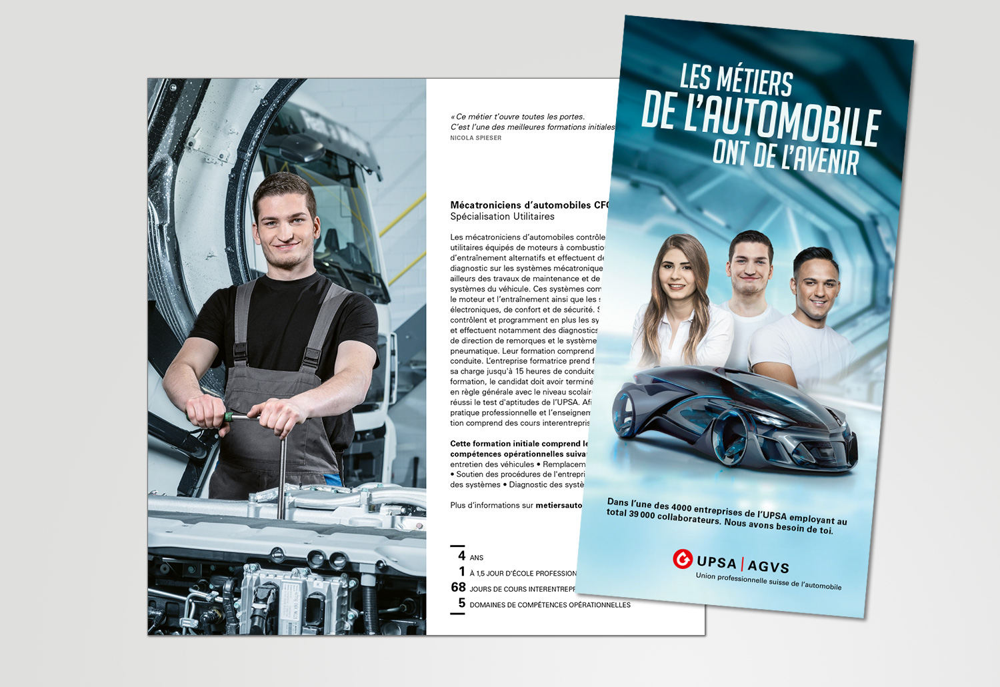 « Ce métier t’ouvre toutes les portes.
C’est l’une des meilleures formations initiales
NICOLA SPIESER
Mécatroniciens d’automobiles CFC
Spécialisation Utilitaires
Les mécatroniciens d’automobiles contrôle
utilitaires équipés de moteurs à combustio
d’entraînement alternatifs et effectuent de
diagnostic sur les systèmes mécatronique
ailleurs des travaux de maintenance et de
systèmes du véhicule. Ces systèmes com
le moteur et l’entraînement ainsi que les
électroniques, de confort et de sécurité.
contrôlent et programment en plus les sy
et effectuent notamment des diagnostics
de direction de remorques et le système
pneumatique. Leur formation comprend
conduite. L’entreprise formatrice prend f
sa charge jusqu'à 15 heures de conduite
formation, le candidat doit avoir terminé
en règle générale avec le niveau scolair
réussi le test d'aptitudes de l’UPSA. Afi
pratique professionnelle et l’enseignem
tion comprend des cours interentrepris
Cette formation initiale comprend le
compétences opérationnelles suiva
entretien des véhicules • Remplacem
• Soutien des procédures de l'entrepri
des systèmes • Diagnostic des systè
Plus d’informations sur metiersauto
4 ANS
1 À 1,5 JOUR D’ÉCOLE PROFESSION
68 JOURS DE COURS INTERENTREP
5 DOMAINES DE COMPÉTENCES OPÉRATIONNELLES
LES MÉTIERS
DE L’AUTOMOBILE
ONT DE L’AVENIR
Dans l’une des 4000 entreprises de l’UPSA employant au
total 39 000 collaborateurs. Nous avons besoin de toi.
UPSA | AGVS
Union professionnelle suisse de l’automobile